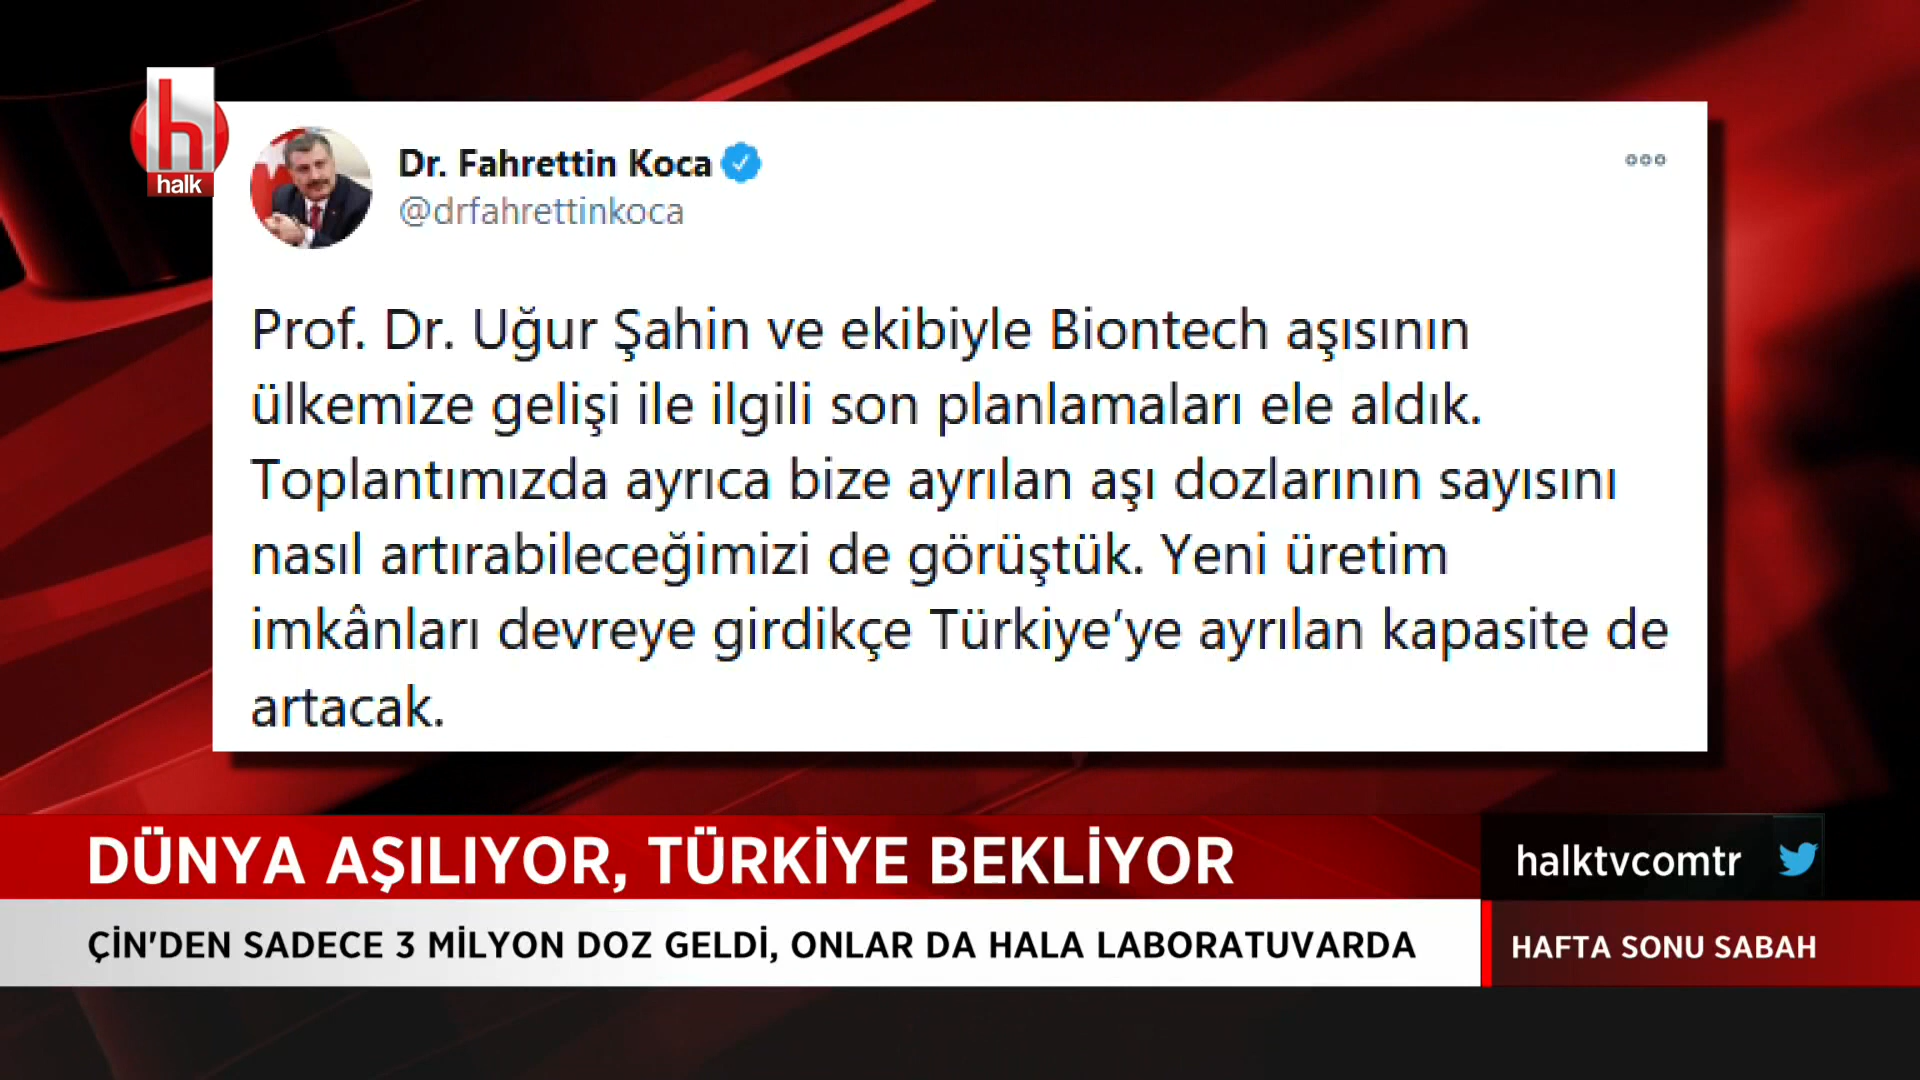 h
halk
Dr. Fahrettin Koca
@drfahrettinkoca
Prof. Dr. Uğur Şahin ve ekibiyle Biontech aşısının
ülkemize gelişi ile ilgili son planlamaları ele aldık.
Toplantımızda ayrıca bize ayrılan aşı dozlarının sayısını
nasıl artırabileceğimizi de görüştük. Yeni üretim
imkânları devreye girdikçe Türkiye’ye ayrılan kapasite de
artacak.
DÜNYA AŞILIYOR, TÜRKİYE BEKLİYOR
halktvcomtr
ÇİN'DEN SADECE 3 MİLYON DOZ GELDİ, ONLAR DA HALA LABORATUVARDA
HAFTA SONU SABAH